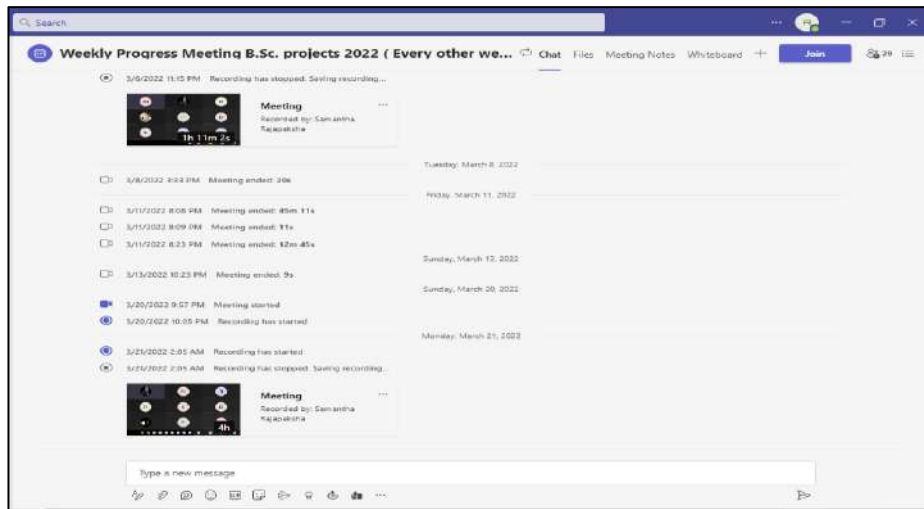 Search
Weekly Progress Meeting B.Sc. projects 2022 ( Every other we... Chat Files Meeting Notes Whiteboard + Join 29
3/6/2022 11:15 PM Recording has stopped. Saving recording...
Meeting
Recorded by: Samantha
Rajapaksha
1h 11m 2s
Tuesday, March 8, 2022
3/8/2022 3:33 PM Meeting ended: 20s
Friday, March 11, 2022
3/11/2022 8:08 PM Meeting ended: 45m 11s
3/11/2022 8:09 PM Meeting ended: 11s
3/11/2022 8:23 PM Meeting ended: 12m 45s
Sunday, March 13, 2022
3/13/2022 10:23 PM Meeting ended: 9s
Sunday, March 20, 2022
3/20/2022 9:57 PM Meeting started
3/20/2022 10:05 PM Recording has started
Monday, March 21, 2022
3/21/2022 2:05 AM Recording has started
3/21/2022 2:05 AM Recording has stopped. Saving recording...
Meeting
Recorded by: Samantha
Rajapaksha
4h
Type a new message